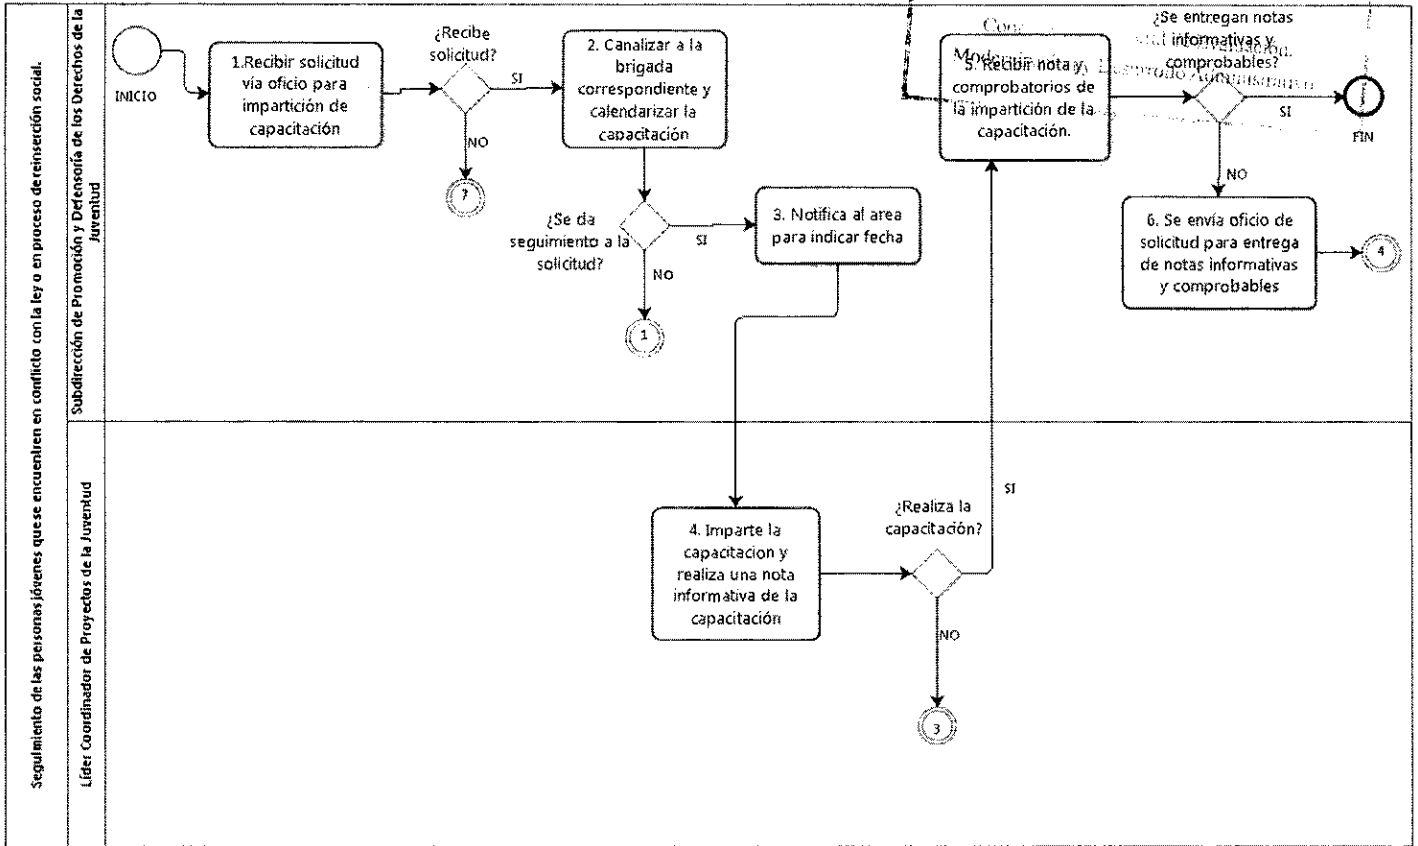 Seguimiento de las personas jóvenes que se encuentren en conflicto con la ley o en proceso de reinserción social.
Subdirección de Promoción y Defensoría de los Derechos de la
Juventud
INICIO
1.Recibir solicitud
vía oficio para
impartición de
capacitación
¿Recibe
solicitud?
SI
NO
7
2. Canalizar a la
brigada
correspondiente y
calendarizar la
capacitación
¿Se da
seguimiento a la
solicitud?
SI
NO
1
3. Notifica al area
para indicar fecha
5. Recibir nota y
comprobatorios de
la impartición de la
capacitación.
¿Se entregan notas
informativas y
comprobables?
SI
FIN
NO
6. Se envía oficio de
solicitud para entrega
de notas informativas
y comprobables
4
Administrativo
Líder Coordinador de Proyectos de la Juventud
4. Imparte la
capacitacion y
realiza una nota
informativa de la
capacitación
¿Realiza la
capacitación?
SI
NO
3